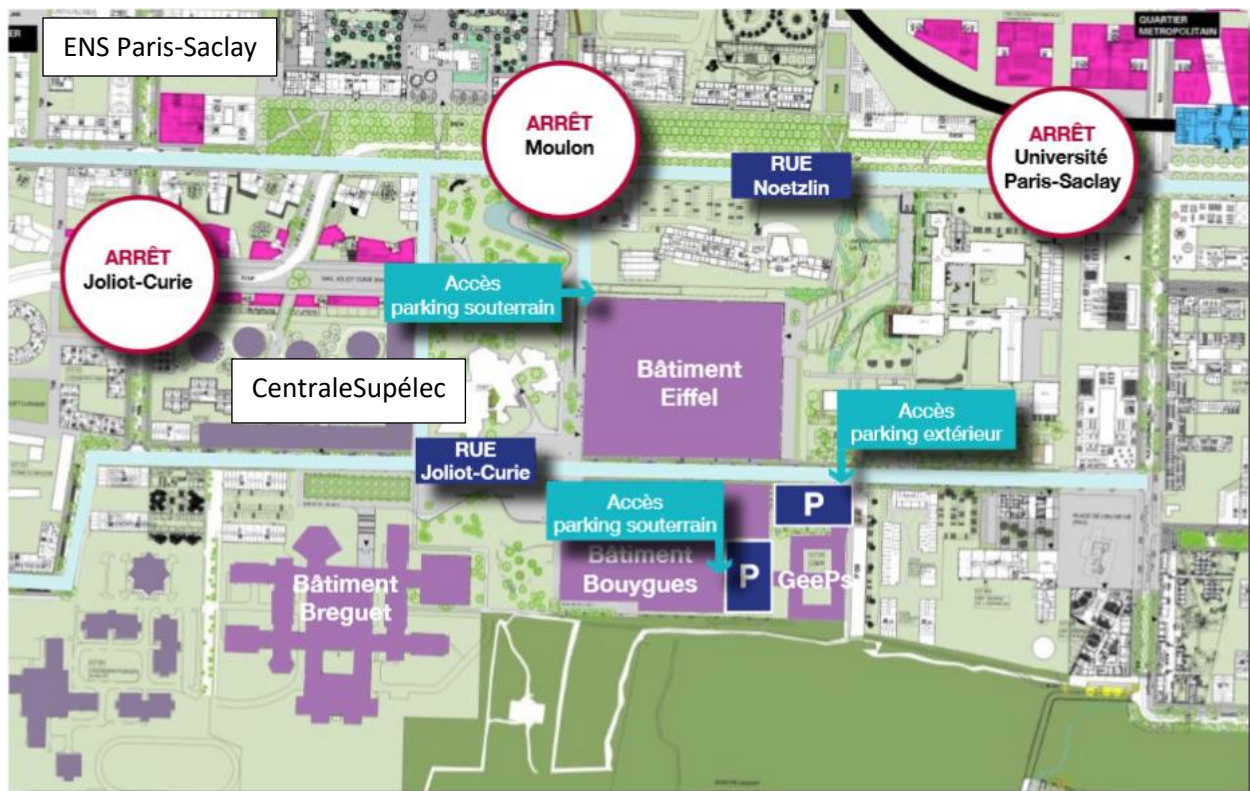 ER
ENS Paris-Saclay
QUARTIER
METROPOLITAIN
ARRÊT
Moulon
ARRÊT
Université
Paris-Saclay
RUE
Noetzlin
ARRÊT
Joliot-Curie
Accès
parking souterrain
Bâtiment
Eiffel
CentraleSupélec
Accès
parking extérieur
RUE
Joliot-Curie
Accès
parking souterrain
P
Bâtiment
Bouygues
P
GeePs
Bâtiment
Breguet